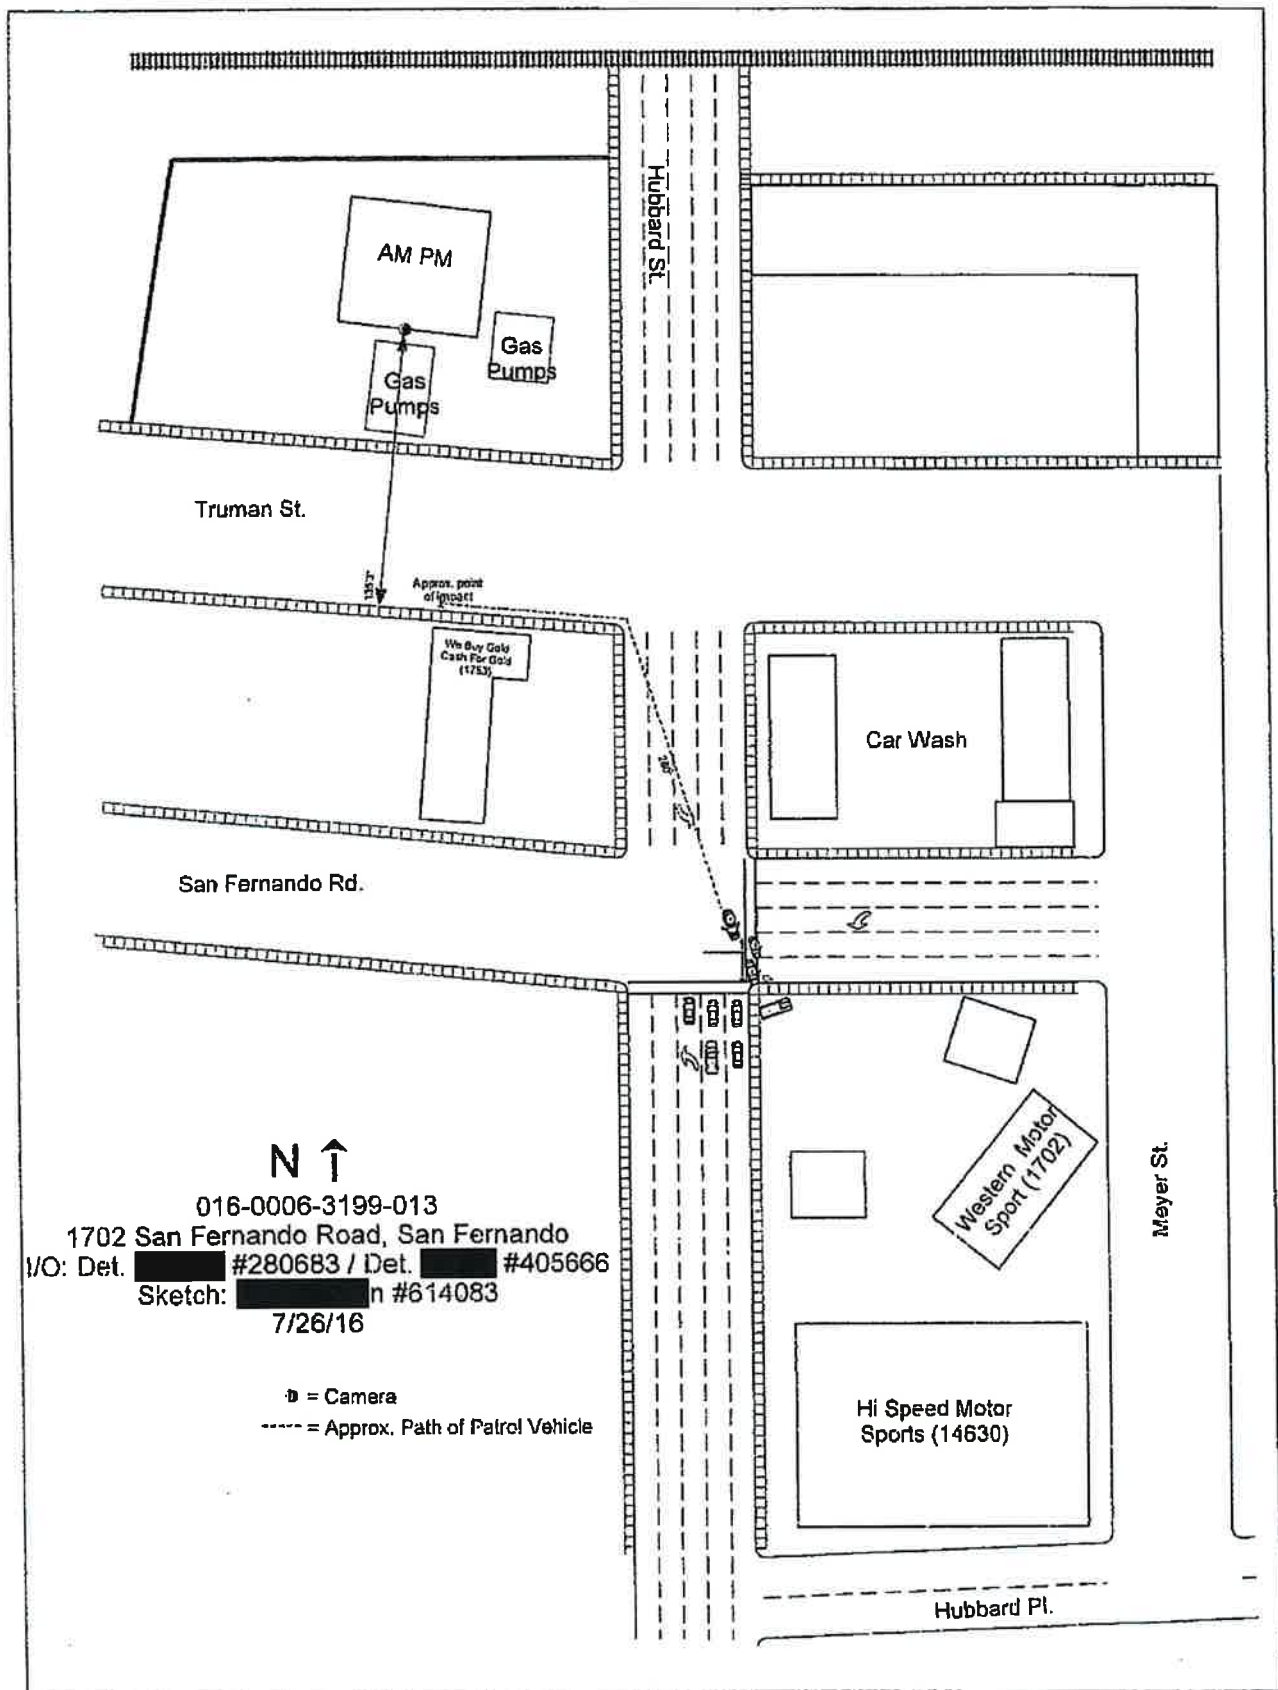 Hubbard St.
AM PM
Gas
Pumps
Gas
Pumps
Truman St.
135'3"
Approx. point
of impact
We Buy Gold
Cash For Gold
(1753)
280'
Car Wash
San Fernando Rd.
N ↑
016-0006-3199-013
1702 San Fernando Road, San Fernando
I/O: Det. #280683 / Det. #405666
Sketch: n #614083
7/26/16
= Camera
----- = Approx. Path of Patrol Vehicle
Western Motor
Sport (1702)
Meyer St.
Hi Speed Motor
Sports (14630)
Hubbard Pl.